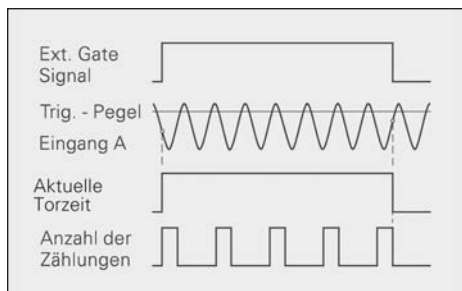 Ext. Gate
Signal
Trig. - Pegel
Eingang A
Aktuelle
Torzeit
Anzahl der
Zählungen